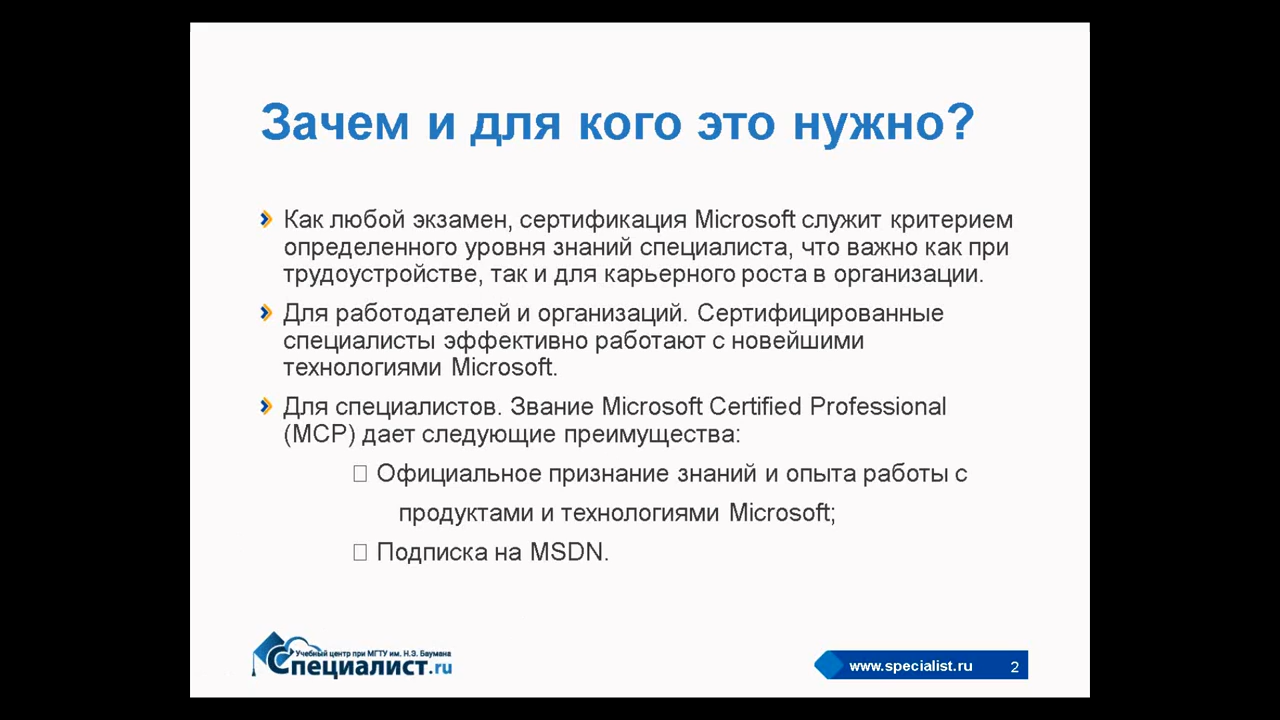 Зачем и для кого это нужно?
Как любой экзамен, сертификация Microsoft служит критерием
определенного уровня знаний специалиста, что важно как при
трудоустройстве, так и для карьерного роста в организации.
Для работодателей и организаций. Сертифицированные
специалисты эффективно работают с новейшими
технологиями Microsoft.
Для специалистов. Звание Microsoft Certified Professional
(MCP) дает следующие преимущества:
Официальное признание знаний и опыта работы с
продуктами и технологиями Microsoft;
Подписка на MSDN.
Учебный центр при МГТУ им. Н.Э. Баумана
Специалист.ru
www.specialist.ru 2